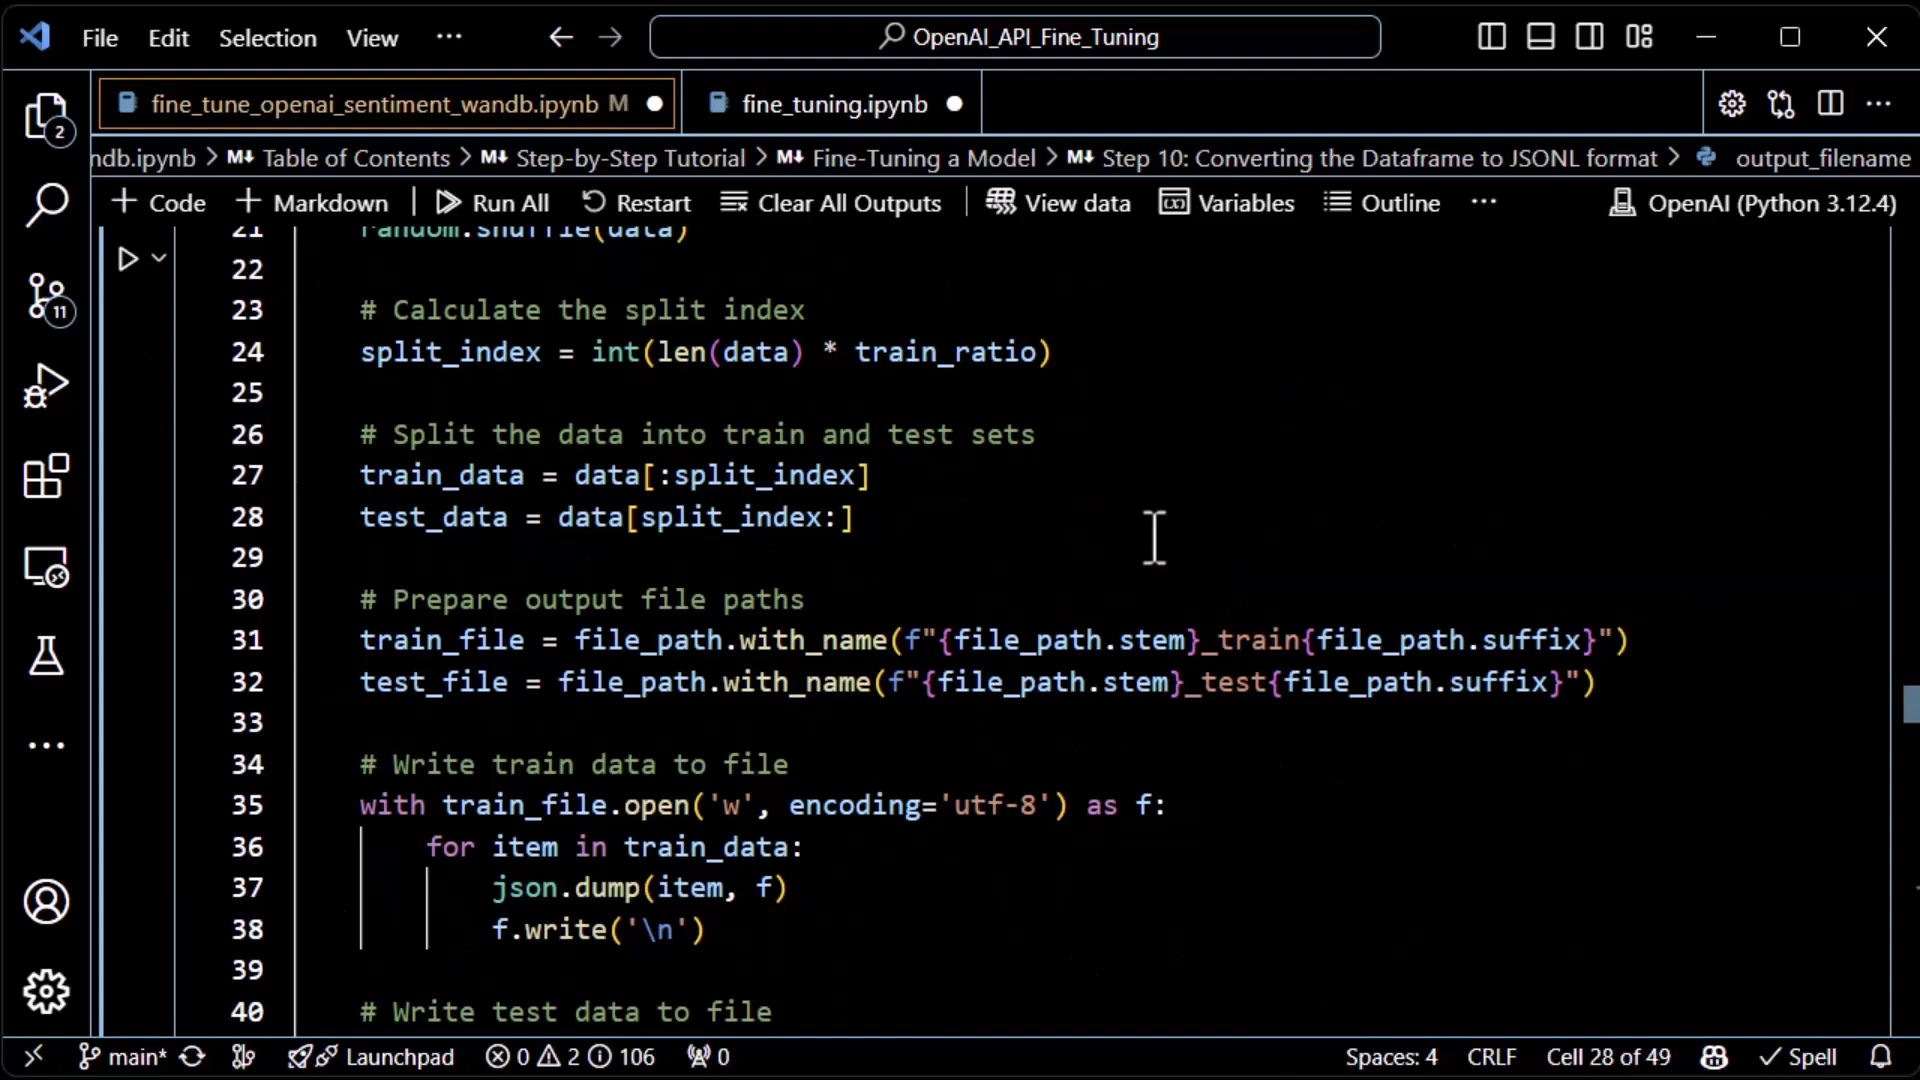 File Edit Selection View ··· OpenAI_API_Fine_Tuning
fine_tune_openai_sentiment_wandb.ipynb M fine_tuning.ipynb
2
ndb.ipynb > M↓ Table of Contents > M↓ Step-by-Step Tutorial > M↓ Fine-Tuning a Model > M↓ Step 10: Converting the Dataframe to JSONL format > output_filename
+ Code + Markdown | Run All Restart Clear All Outputs | View data Variables Outline ··· OpenAI (Python 3.12.4)
21 random.shuffle(data)
22
23 # Calculate the split index
11
24 split_index = int(len(data) * train_ratio)
25
26 # Split the data into train and test sets
27 train_data = data[:split_index]
28 test_data = data[split_index:]
29
30 # Prepare output file paths
31 train_file = file_path.with_name(f"{file_path.stem}_train{file_path.suffix}")
32 test_file = file_path.with_name(f"{file_path.stem}_test{file_path.suffix}")
33
34 # Write train data to file
35 with train_file.open('w', encoding='utf-8') as f:
36 for item in train_data:
37 json.dump(item, f)
38 f.write('\n')
39
40 # Write test data to file
main* Launchpad 0 2 106 0 Spaces: 4 CRLF Cell 28 of 49 Spell